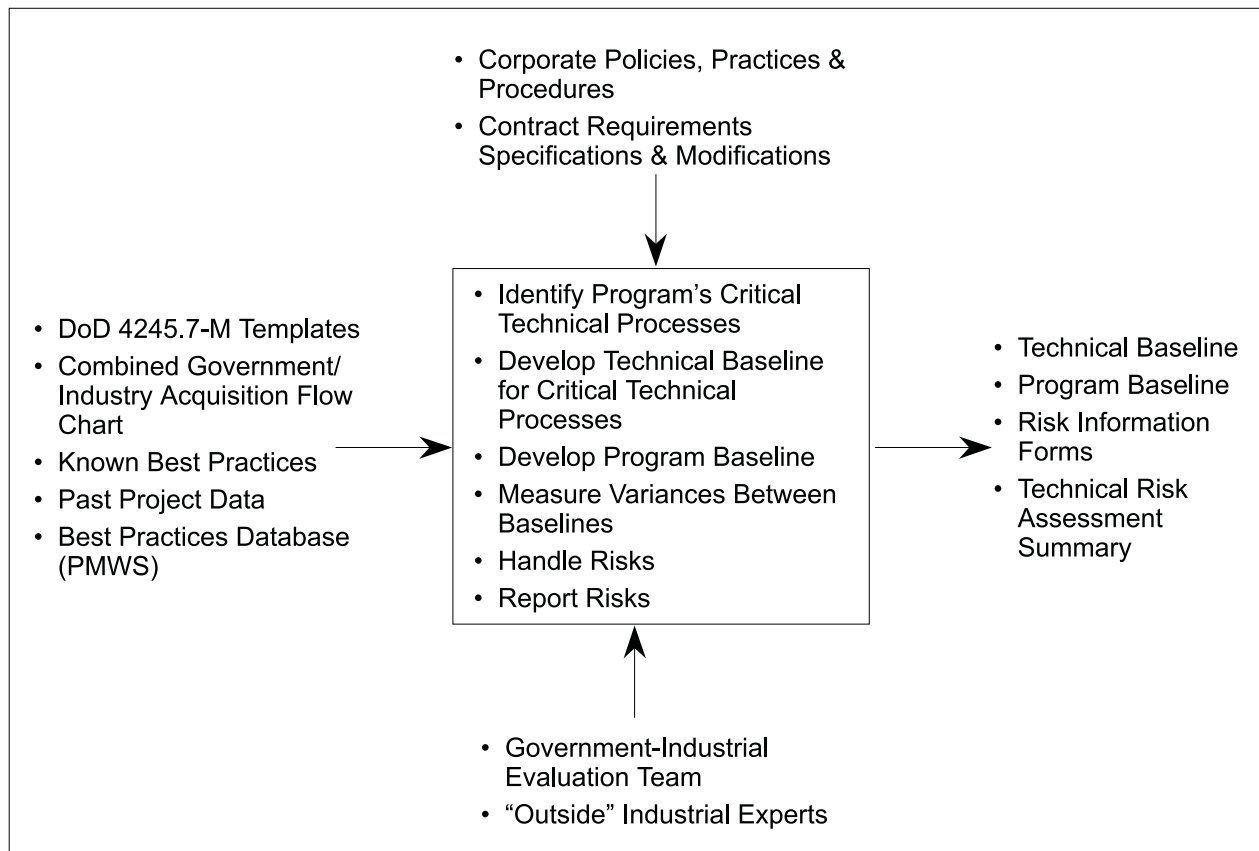 • Corporate Policies, Practices &
Procedures
• Contract Requirements
Specifications & Modifications
• DoD 4245.7-M Templates
• Combined Government/
Industry Acquisition Flow
Chart
• Known Best Practices
• Past Project Data
• Best Practices Database
(PMWS)
• Identify Program’s Critical
Technical Processes
• Develop Technical Baseline
for Critical Technical
Processes
• Develop Program Baseline
• Measure Variances Between
Baselines
• Handle Risks
• Report Risks
• Technical Baseline
• Program Baseline
• Risk Information
Forms
• Technical Risk
Assessment
Summary
• Government-Industrial
Evaluation Team
• “Outside” Industrial Experts